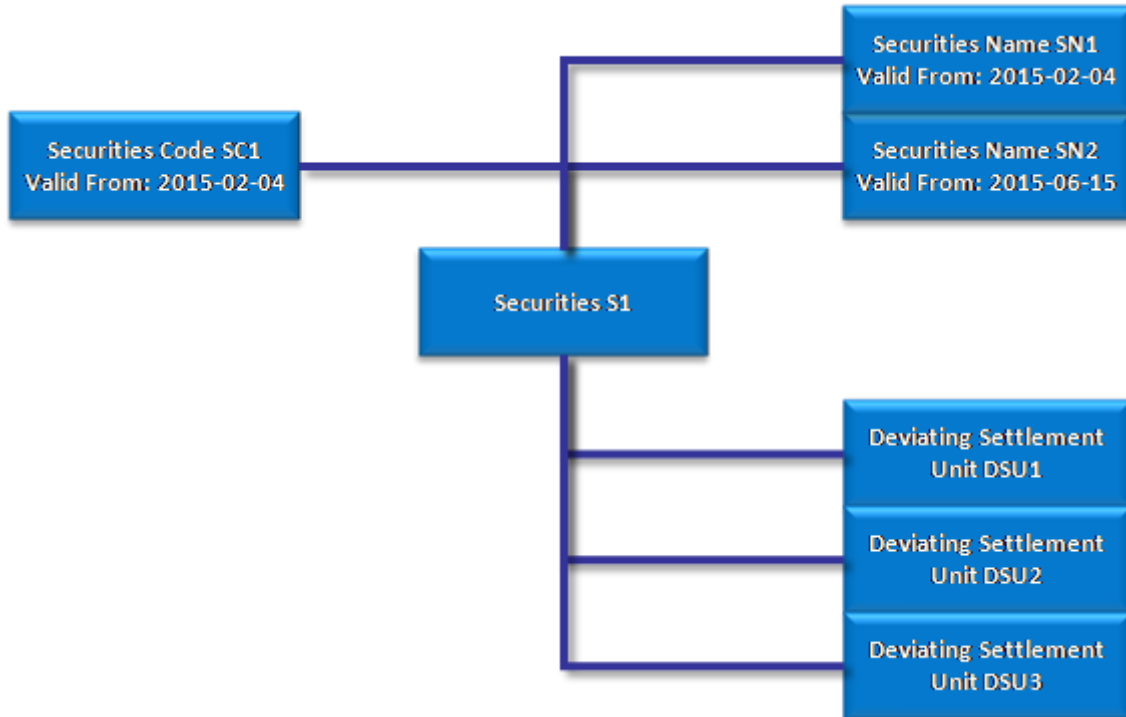 Securities Name SN1
Valid From: 2015-02-04
Securities Code SC1
Valid From: 2015-02-04
Securities Name SN2
Valid From: 2015-06-15
Securities S1
Deviating Settlement
Unit DSU1
Deviating Settlement
Unit DSU2
Deviating Settlement
Unit DSU3